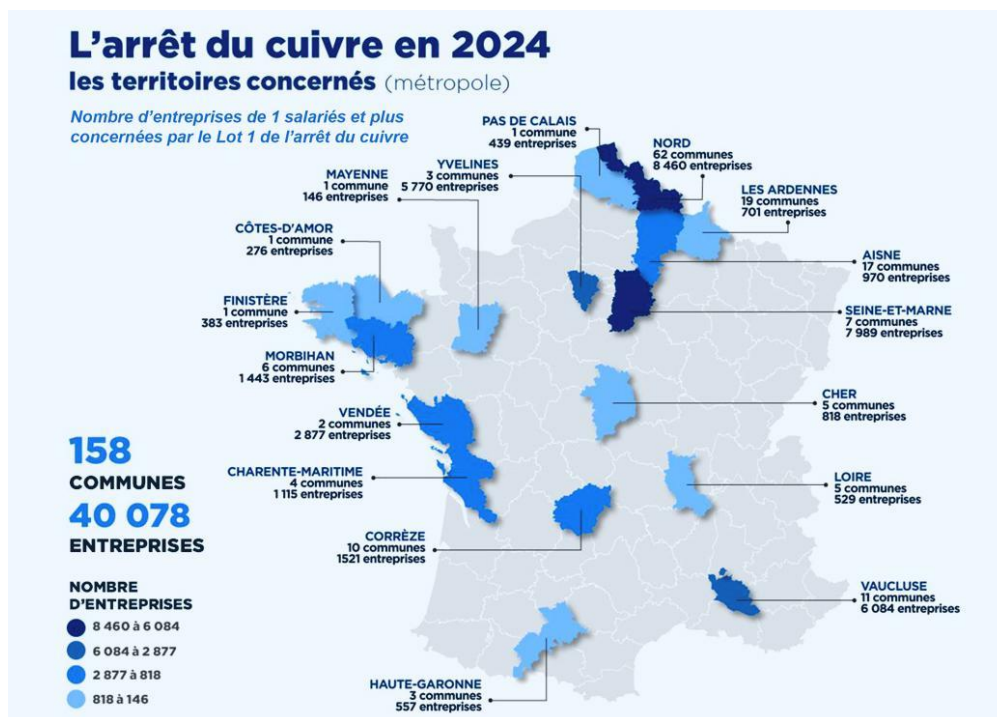 L'arrêt du cuivre en 2024
les territoires concernés (métropole)
Nombre d'entreprises de 1 salariés et plus
concernées par le Lot 1 de l'arrêt du cuivre
PAS DE CALAIS
1 commune
439 entreprises
NORD
62 communes
8 460 entreprises
YVELINES
3 communes
5 770 entreprises
MAYENNE
1 commune
146 entreprises
LES ARDENNES
19 communes
701 entreprises
CÔTES-D'AMOR
1 commune
276 entreprises
AISNE
17 communes
970 entreprises
FINISTÈRE
1 commune
383 entreprises
SEINE-ET-MARNE
7 communes
7 989 entreprises
MORBIHAN
6 communes
1 443 entreprises
CHER
5 communes
818 entreprises
VENDÉE
2 communes
2 877 entreprises
CHARENTE-MARITIME
4 communes
1 115 entreprises
LOIRE
5 communes
529 entreprises
CORRÈZE
10 communes
1521 entreprises
VAUCLUSE
11 communes
6 084 entreprises
HAUTE-GARONNE
3 communes
557 entreprises
158
COMMUNES
40 078
ENTREPRISES
NOMBRE
D'ENTREPRISES
8 460 à 6 084
6 084 à 2 877
2 877 à 818
818 à 146